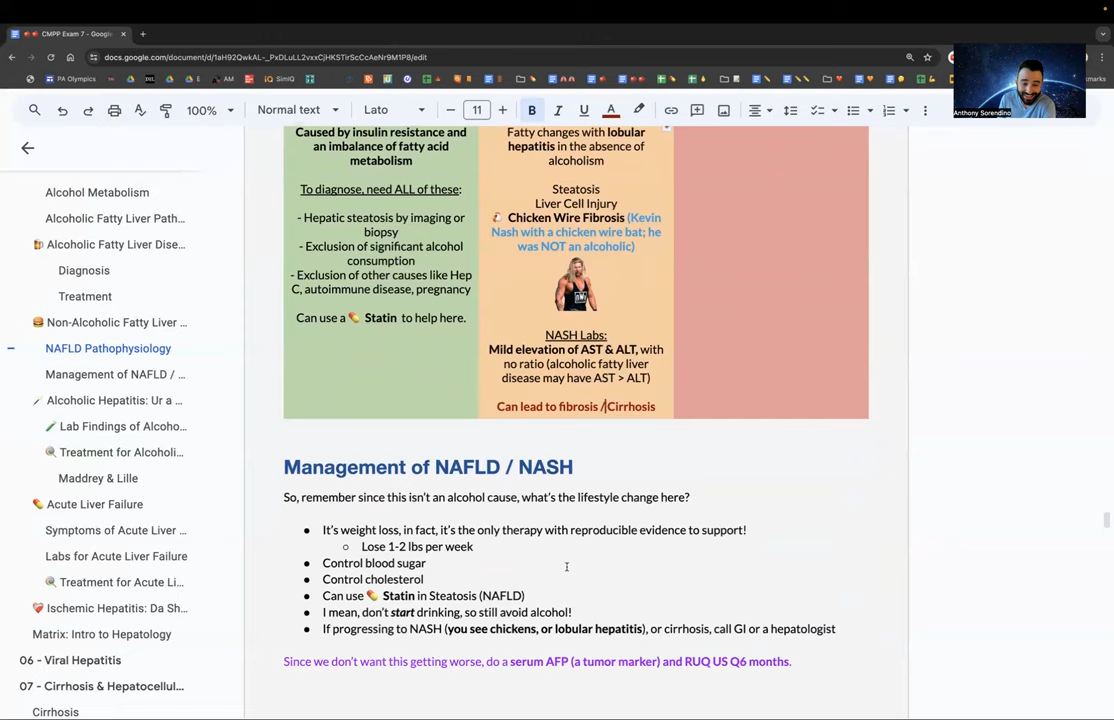 CMPP Exam 7 -
docs.google.com/document/d/1aH92QwkAL-_PxDLuLL2vxxCjHKSTirScCcAeNr9M1P8/edit
PA Olympics
DIIL
E
AM
IQ
SimIQ
Anthony Sorendino
100%
Normal text
Lato
11
B
I
U
A
Alcohol Metabolism
Alcoholic Fatty Liver Path...
Alcoholic Fatty Liver Dise...
Diagnosis
Treatment
Non-Alcoholic Fatty Liver ...
NAFLD Pathophysiology
Management of NAFLD / ...
Alcoholic Hepatitis: Ur a ...
Lab Findings of Alcoho...
Treatment for Alcoholi...
Maddrey & Lille
Acute Liver Failure
Symptoms of Acute Liver ...
Labs for Acute Liver Failure
Treatment for Acute Li...
Ischemic Hepatitis: Da Sh...
Matrix: Intro to Hepatology
06 - Viral Hepatitis
07 - Cirrhosis & Hepatocellul...
Cirrhosis
Caused by insulin resistance and
an imbalance of fatty acid
metabolism
To diagnose, need ALL of these:
- Hepatic steatosis by imaging or
biopsy
- Exclusion of significant alcohol
consumption
- Exclusion of other causes like Hep
C, autoimmune disease, pregnancy
Can use a 💊 Statin to help here.
Fatty changes with lobular
hepatitis in the absence of
alcoholism
Steatosis
Liver Cell Injury
Chicken Wire Fibrosis (Kevin
Nash with a chicken wire bat; he
was NOT an alcoholic)
NASH Labs:
Mild elevation of AST & ALT, with
no ratio (alcoholic fatty liver
disease may have AST > ALT)
Can lead to fibrosis / Cirrhosis
Management of NAFLD / NASH
So, remember since this isn't an alcohol cause, what's the lifestyle change here?
● It's weight loss, in fact, it's the only therapy with reproducible evidence to support!
○ Lose 1-2 lbs per week
● Control blood sugar
● Control cholesterol
● Can use 💊 Statin in Steatosis (NAFLD)
● I mean, don't start drinking, so still avoid alcohol!
● If progressing to NASH (you see chickens, or lobular hepatitis), or cirrhosis, call GI or a hepatologist
Since we don't want this getting worse, do a serum AFP (a tumor marker) and RUQ US Q6 months.